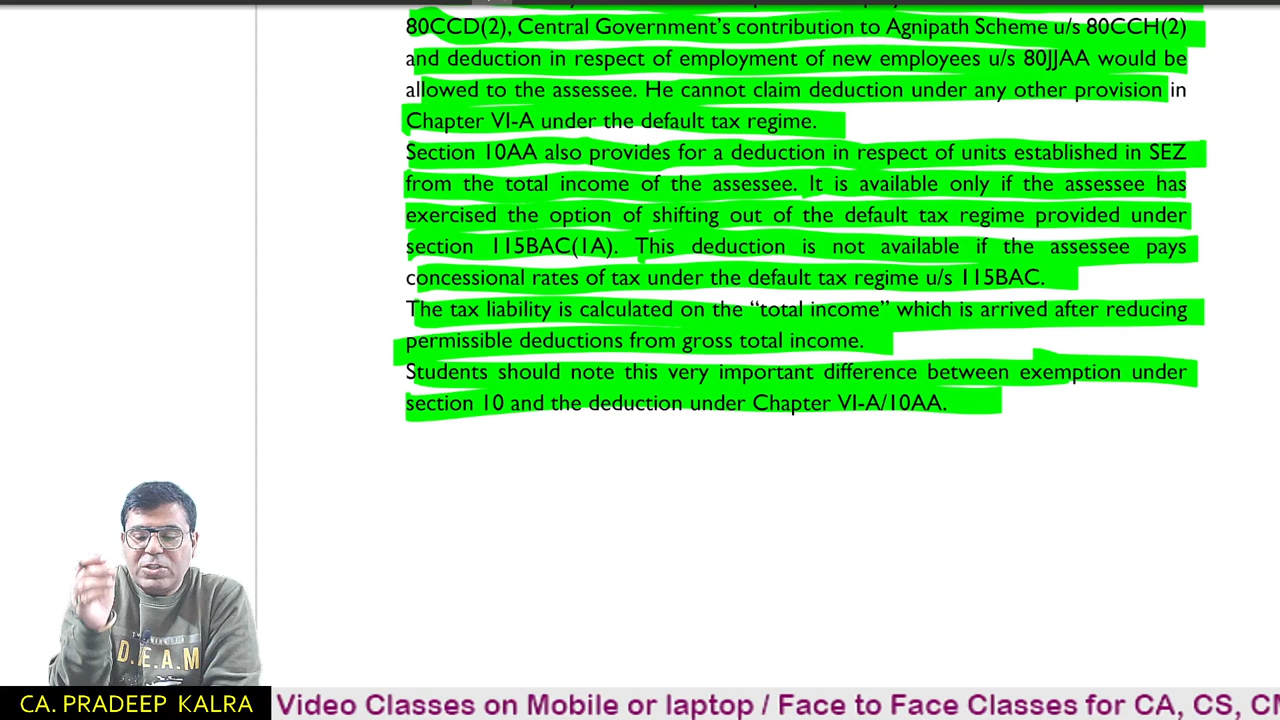 80CCD(2), Central Government's contribution to Agnipath Scheme u/s 80CCH(2)
and deduction in respect of employment of new employees u/s 80JJAA would be
allowed to the assessee. He cannot claim deduction under any other provision in
Chapter VI-A under the default tax regime.
Section 10AA also provides for a deduction in respect of units established in SEZ
from the total income of the assessee. It is available only if the assessee has
exercised the option of shifting out of the default tax regime provided under
section 115BAC(1A). This deduction is not available if the assessee pays
concessional rates of tax under the default tax regime u/s 115BAC.
The tax liability is calculated on the “total income” which is arrived after reducing
permissible deductions from gross total income.
Students should note this very important difference between exemption under
section 10 and the deduction under Chapter VI-A/10AA.
CA. PRADEEP KALRA
Video Classes on Mobile or laptop / Face to Face Classes for CA, CS,